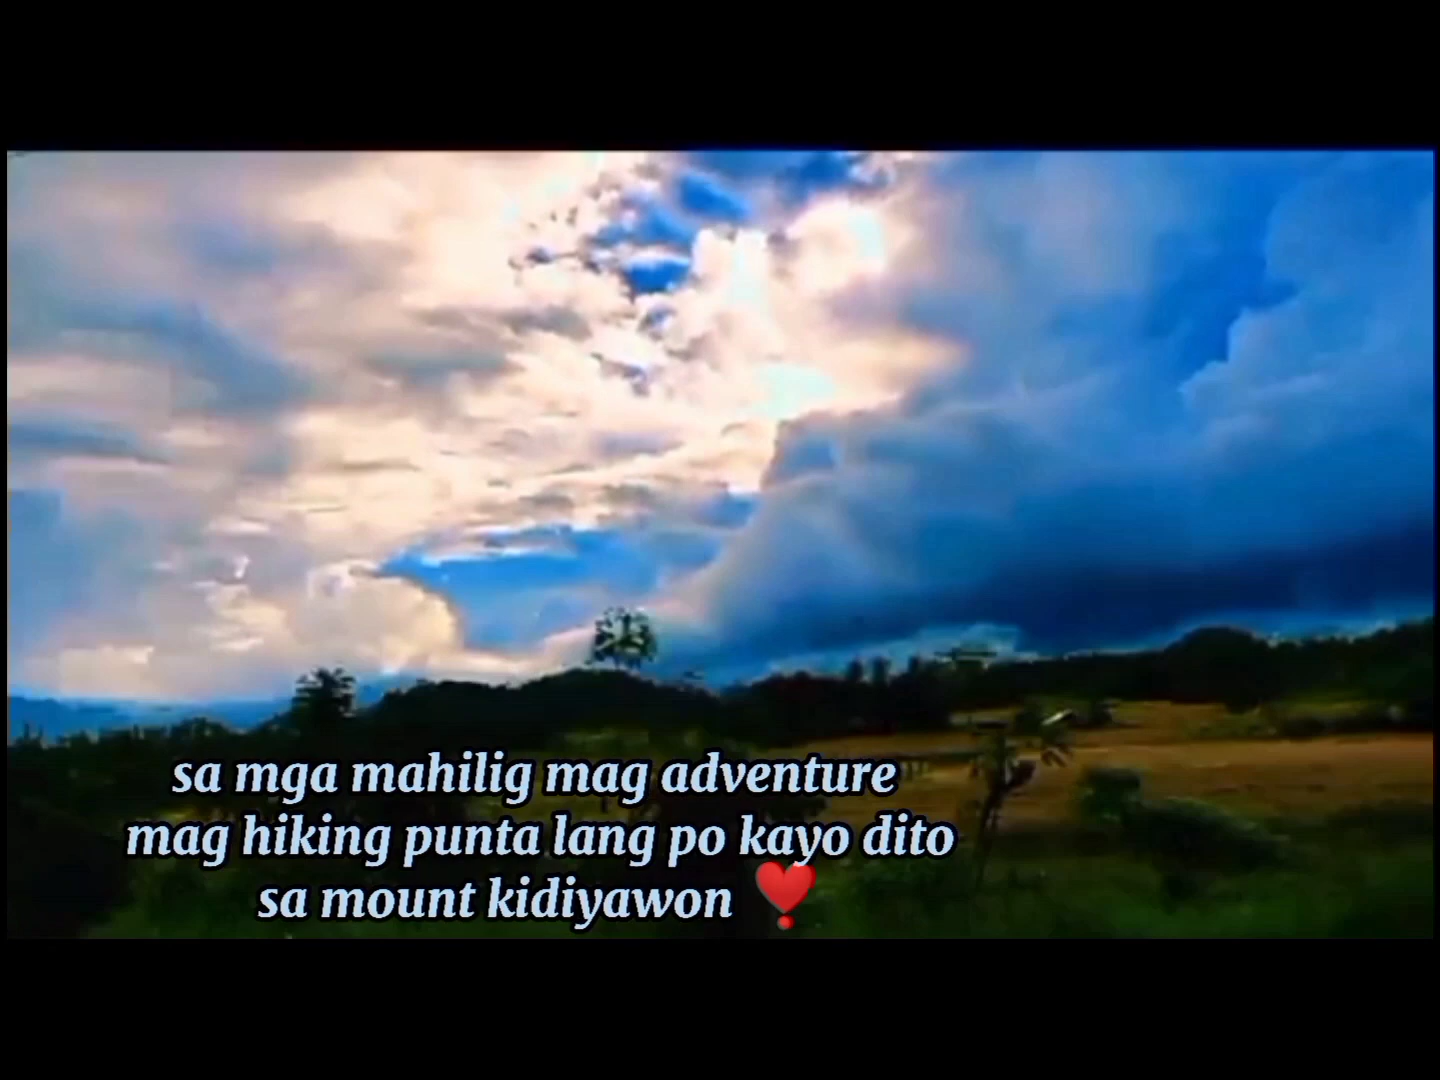 sa mga mahilig mag adventure
mag hiking punta lang po kayo dito
sa mount kidiyawon ❣️